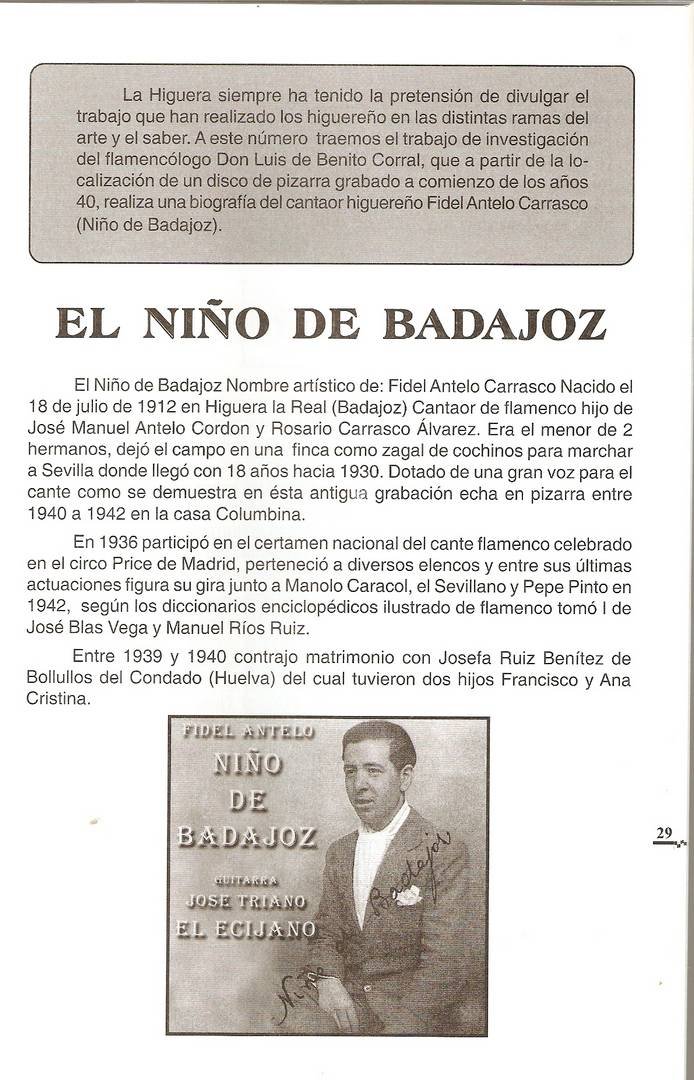 La Higuera siempre ha tenido la pretensión de divulgar el
trabajo que han realizado los higuereño en las distintas ramas del
arte y el saber. A este número traemos el trabajo de investigación
del flamencólogo Don Luis de Benito Corral, que a partir de la lo-
calización de un disco de pizarra grabado a comienzo de los años
40, realiza una biografía del cantaor higuereño Fidel Antelo Carrasco
(Niño de Badajoz).
EL NIÑO DE BADAJOZ
El Niño de Badajoz Nombre artístico de: Fidel Antelo Carrasco Nacido el
18 de julio de 1912 en Higuera la Real (Badajoz) Cantaor de flamenco hijo de
José Manuel Antelo Cordon y Rosario Carrasco Álvarez. Era el menor de 2
hermanos, dejó el campo en una finca como zagal de cochinos para marchar
a Sevilla donde llegó con 18 años hacia 1930. Dotado de una gran voz para el
cante como se demuestra en ésta antigua grabación echa en pizarra entre
1940 a 1942 en la casa Columbina.
En 1936 participó en el certamen nacional del cante flamenco celebrado
en el circo Price de Madrid, perteneció a diversos elencos y entre sus últimas
actuaciones figura su gira junto a Manolo Caracol, el Sevillano y Pepe Pinto en
1942, según los diccionarios enciclopédicos ilustrado de flamenco tomó I de
José Blas Vega y Manuel Ríos Ruiz.
Entre 1939 y 1940 contrajo matrimonio con Josefa Ruiz Benítez de
Bollullos del Condado (Huelva) del cual tuvieron dos hijos Francisco y Ana
Cristina.
FIDEL ANTELO
NIÑO
DE
BADAJOZ
GUITARRA
JOSE TRIANO
EL ECIJANO
Niño de Badajoz
29